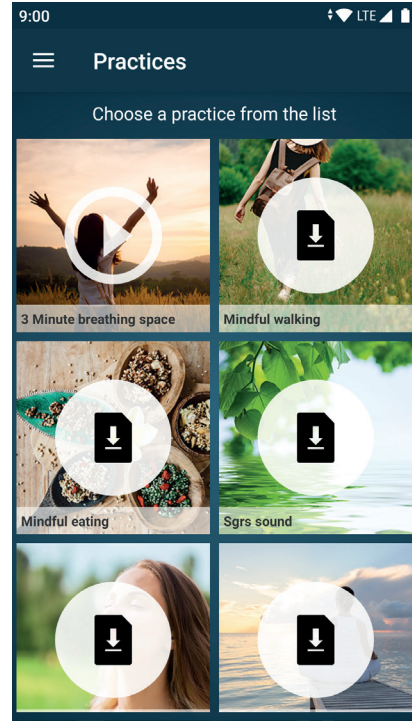 9:00
LTE
Practices
Choose a practice from the list
3 Minute breathing space
Mindful walking
Mindful eating
Sgrs sound